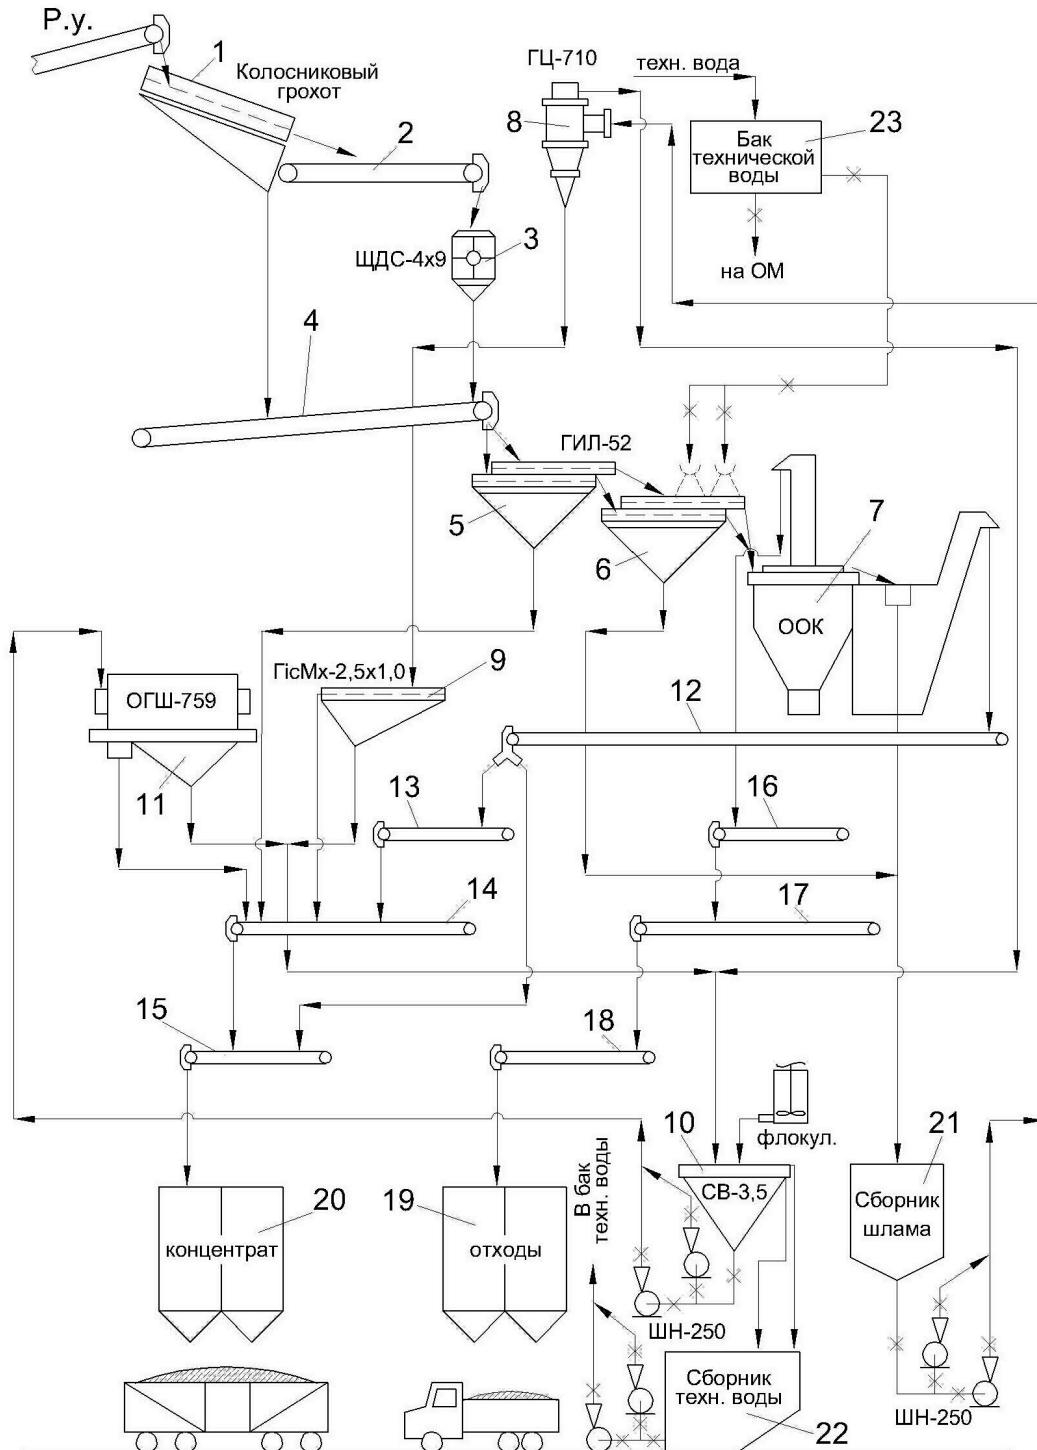 Р.у.
1
Колосниковый
грохот
2
ГЦ-710
8
техн. вода
23
Бак
технической
воды
на ОМ
ЩДС-4х9
3
4
ГИЛ-52
5
6
7
ООК
ОГШ-759
11
ГісМх-2,5х1,0
9
12
13
16
14
17
15
18
10
флокул.
21
СВ-3,5
В бак
техн. воды
20
концентрат
19
отходы
Сборник
шлама
ШН-250
Сборник
техн. воды
22
ШН-250